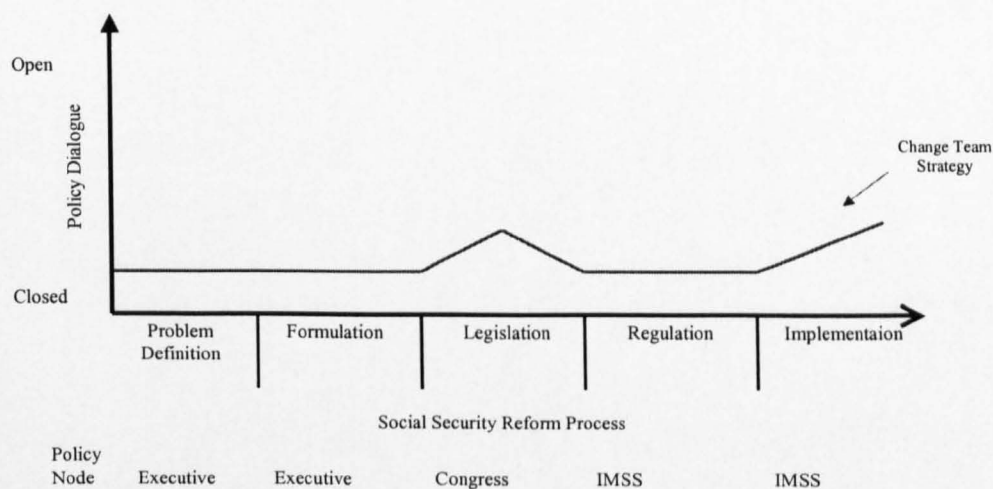 Open
Policy Dialogue
Change Team
Strategy
Closed
Problem
Definition
Formulation
Legislation
Regulation
Implementaion
Social Security Reform Process
Policy
Node
Executive
Executive
Congress
IMSS
IMSS